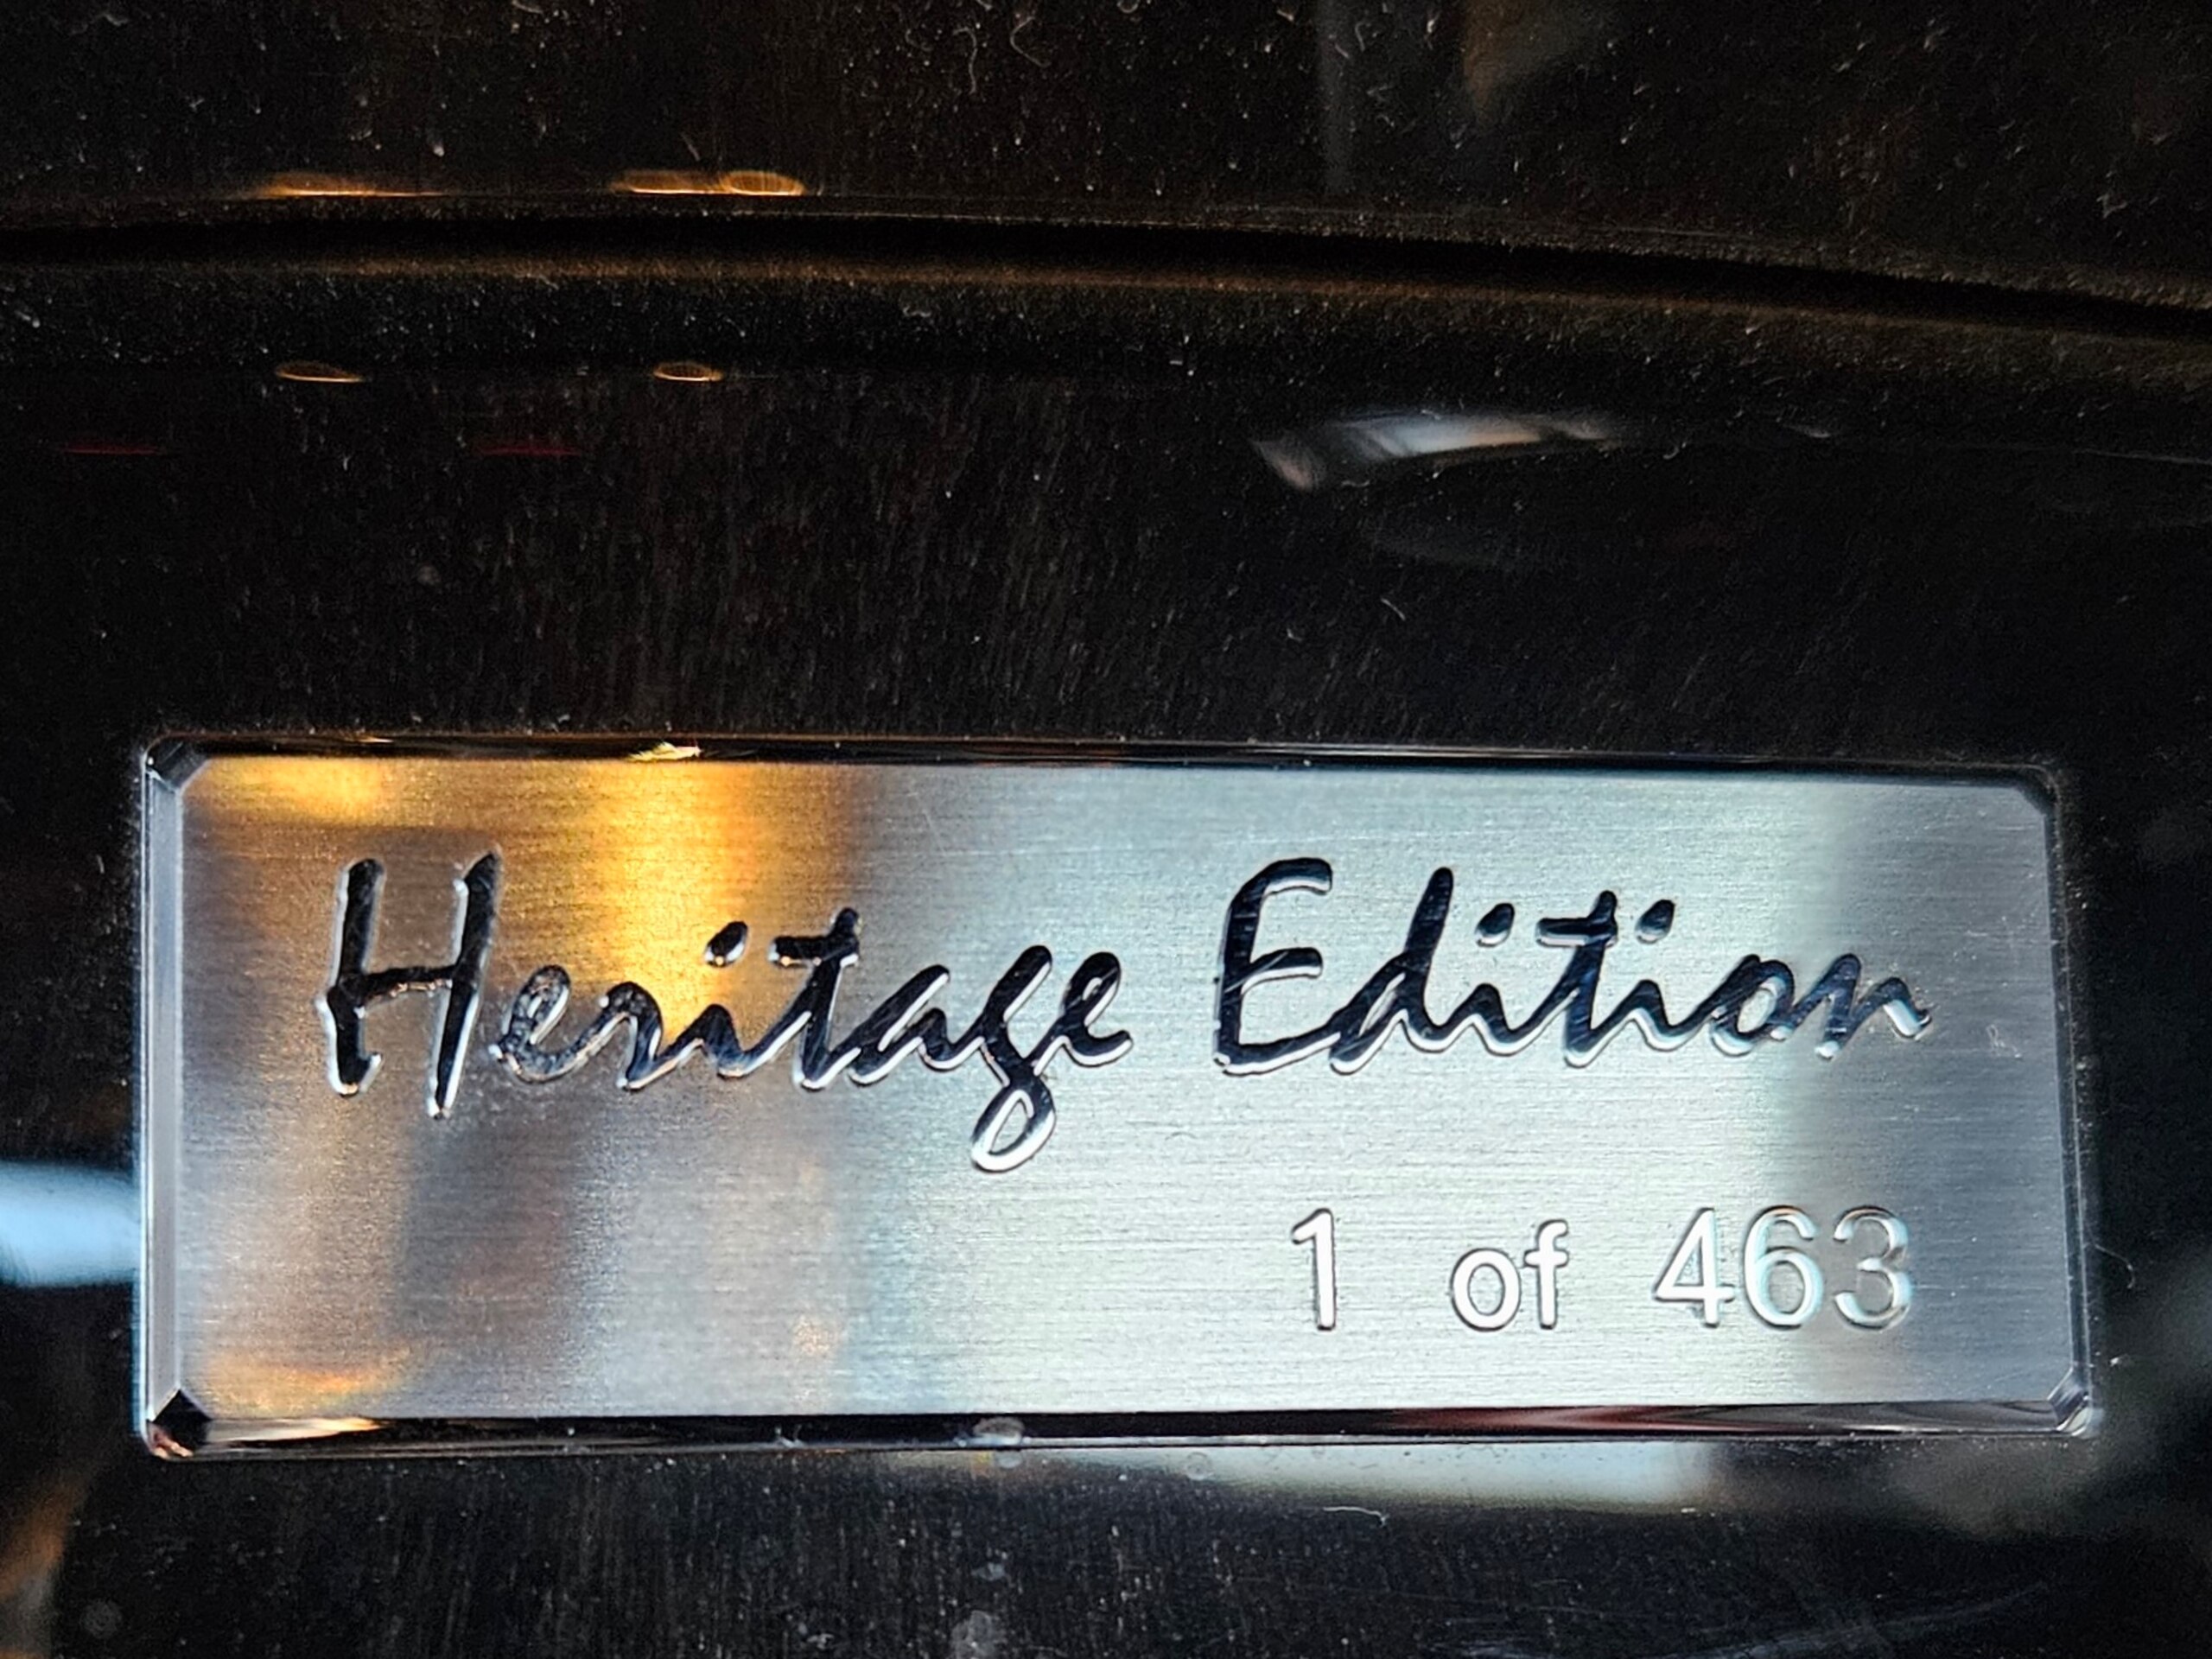 Heritage Edition
1 of 463